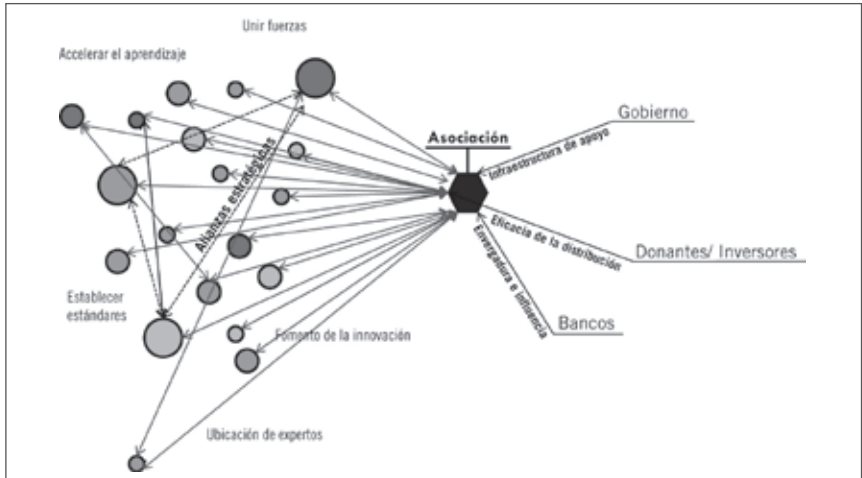 Unir fuerzas
Accelerar el aprendizaje
Gobierno
Asociación
Infraestructura de apoyo
Alianzas estratégicas
Eficacia de la distribución
Donantes/ Inversores
Envergadura e influencia
Establecer
estándares
Bancos
Fomento de la innovación
Ubicación de expertos